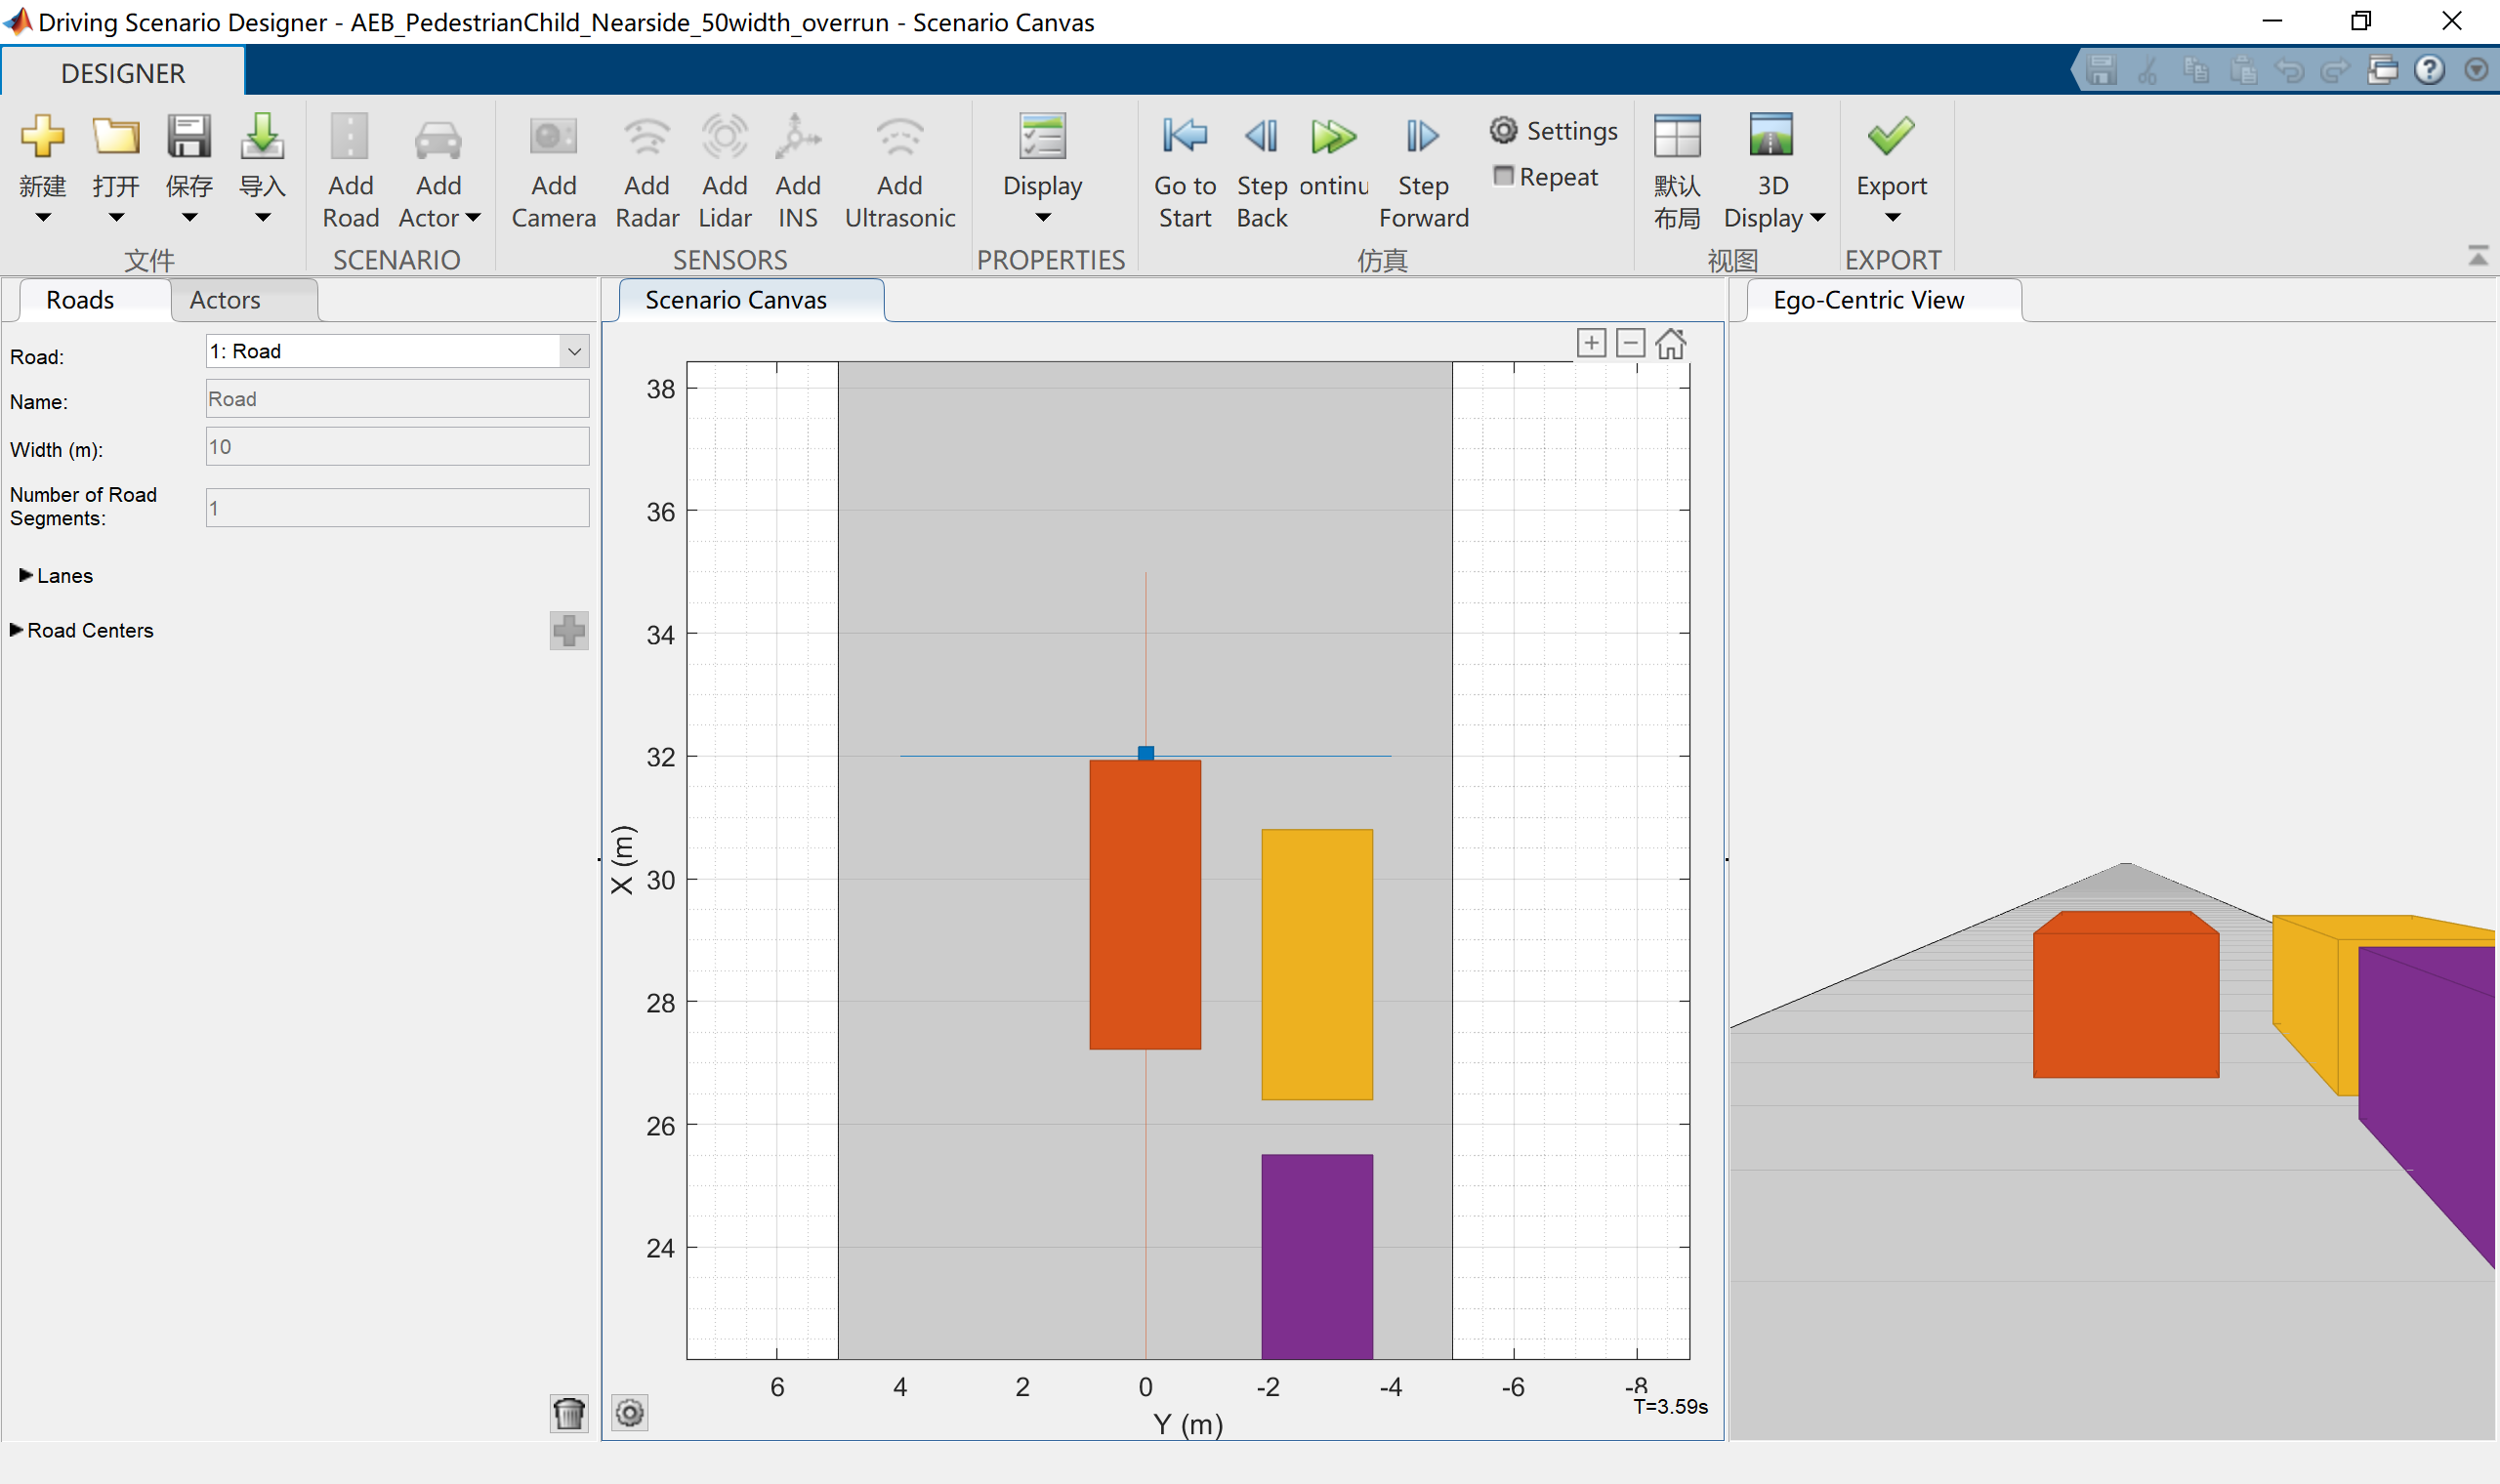 Driving Scenario Designer - AEB_PedestrianChild_Nearside_50width_overrun - Scenario Canvas
DESIGNER
新建
打开
保存
导入
文件
Add Road
Add Actor
SCENARIO
Add Camera
Add Radar
Add Lidar
Add INS
Add Ultrasonic
SENSORS
Display
PROPERTIES
Go to Start
Step Back
ontinu
Step Forward
Settings
Repeat
仿真
默认布局
3D Display
视图
Export
EXPORT
Roads
Actors
Road:
1: Road
Name:
Road
Width (m):
10
Number of Road
Segments:
1
Lanes
Road Centers
Scenario Canvas
38
36
34
32
30
28
26
24
X (m)
6 4 2 0 -2 -4 -6 -8
Y (m)
T=3.59s
Ego-Centric View